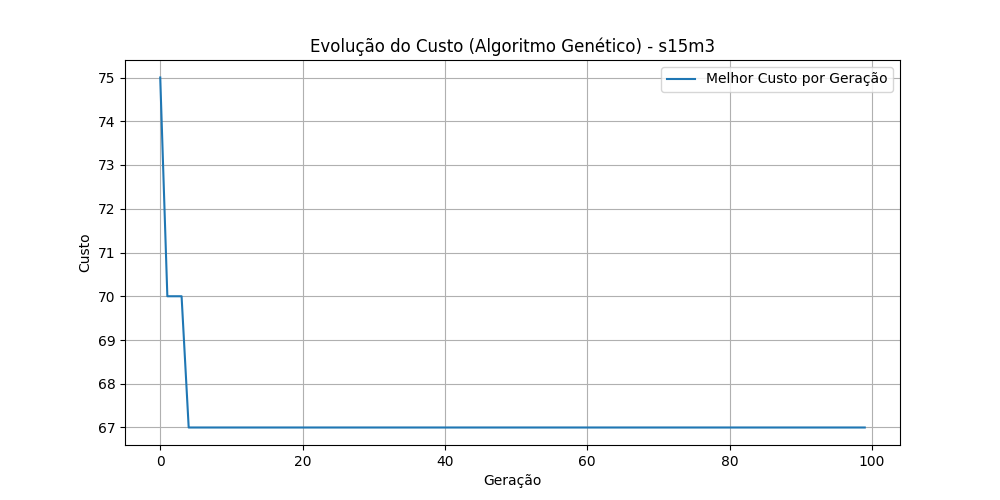 Evolução do Custo (Algoritmo Genético) - s15m3
Melhor Custo por Geração
75
74
73
72
71
70
69
68
67
Custo
0 20 40 60 80 100
Geração